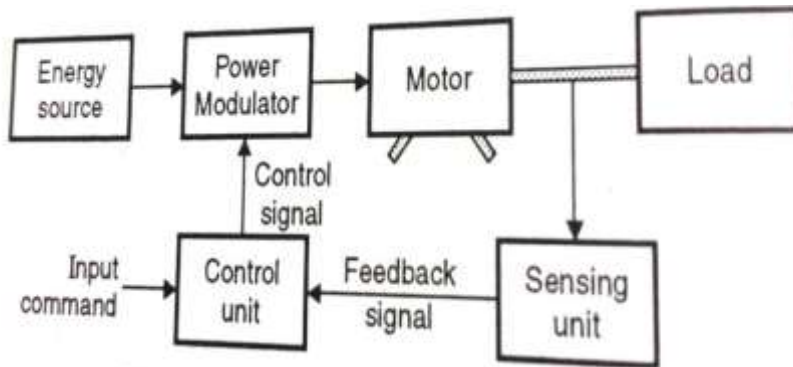 Energy
source
Power
Modulator
Motor
Load
Control
signal
Input
command
Control
unit
Feedback
signal
Sensing
unit